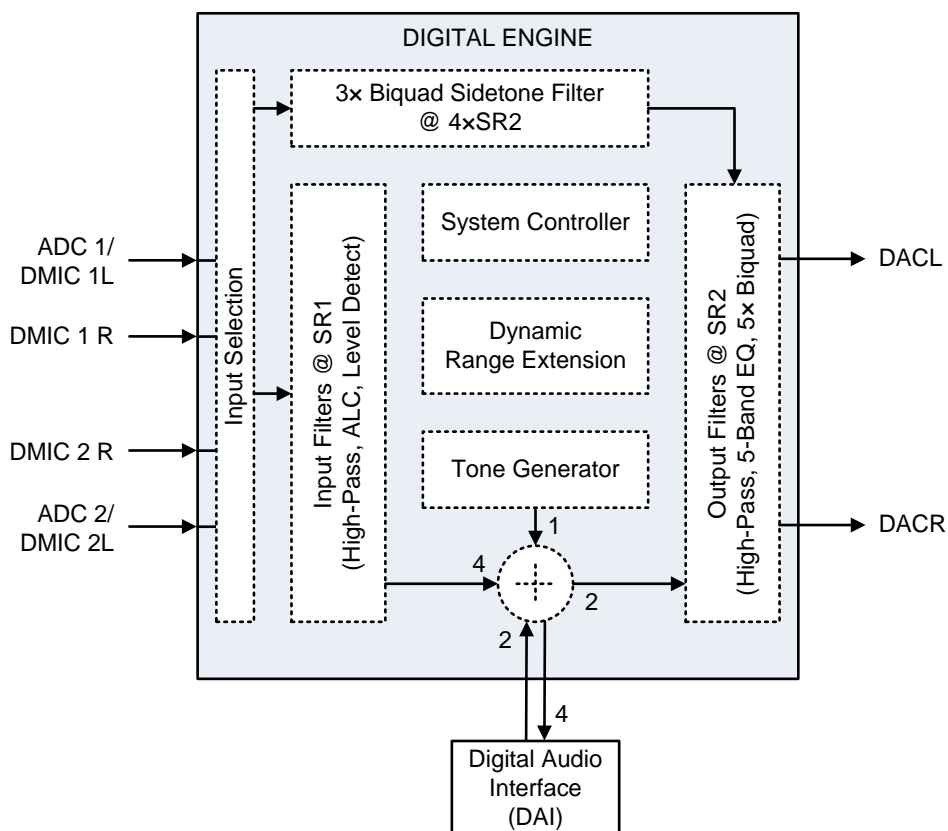 DIGITAL ENGINE
3× Biquad Sidetone Filter
@ 4×SR2
ADC 1/
DMIC 1L
DMIC 1 R
DMIC 2 R
ADC 2/
DMIC 2L
Input Selection
Input Filters @ SR1
(High-Pass, ALC, Level Detect)
System Controller
Dynamic
Range Extension
Tone Generator
1
4
2
2
4
Output Filters @ SR2
(High-Pass, 5-Band EQ, 5× Biquad)
DACL
DACR
Digital Audio
Interface
(DAI)